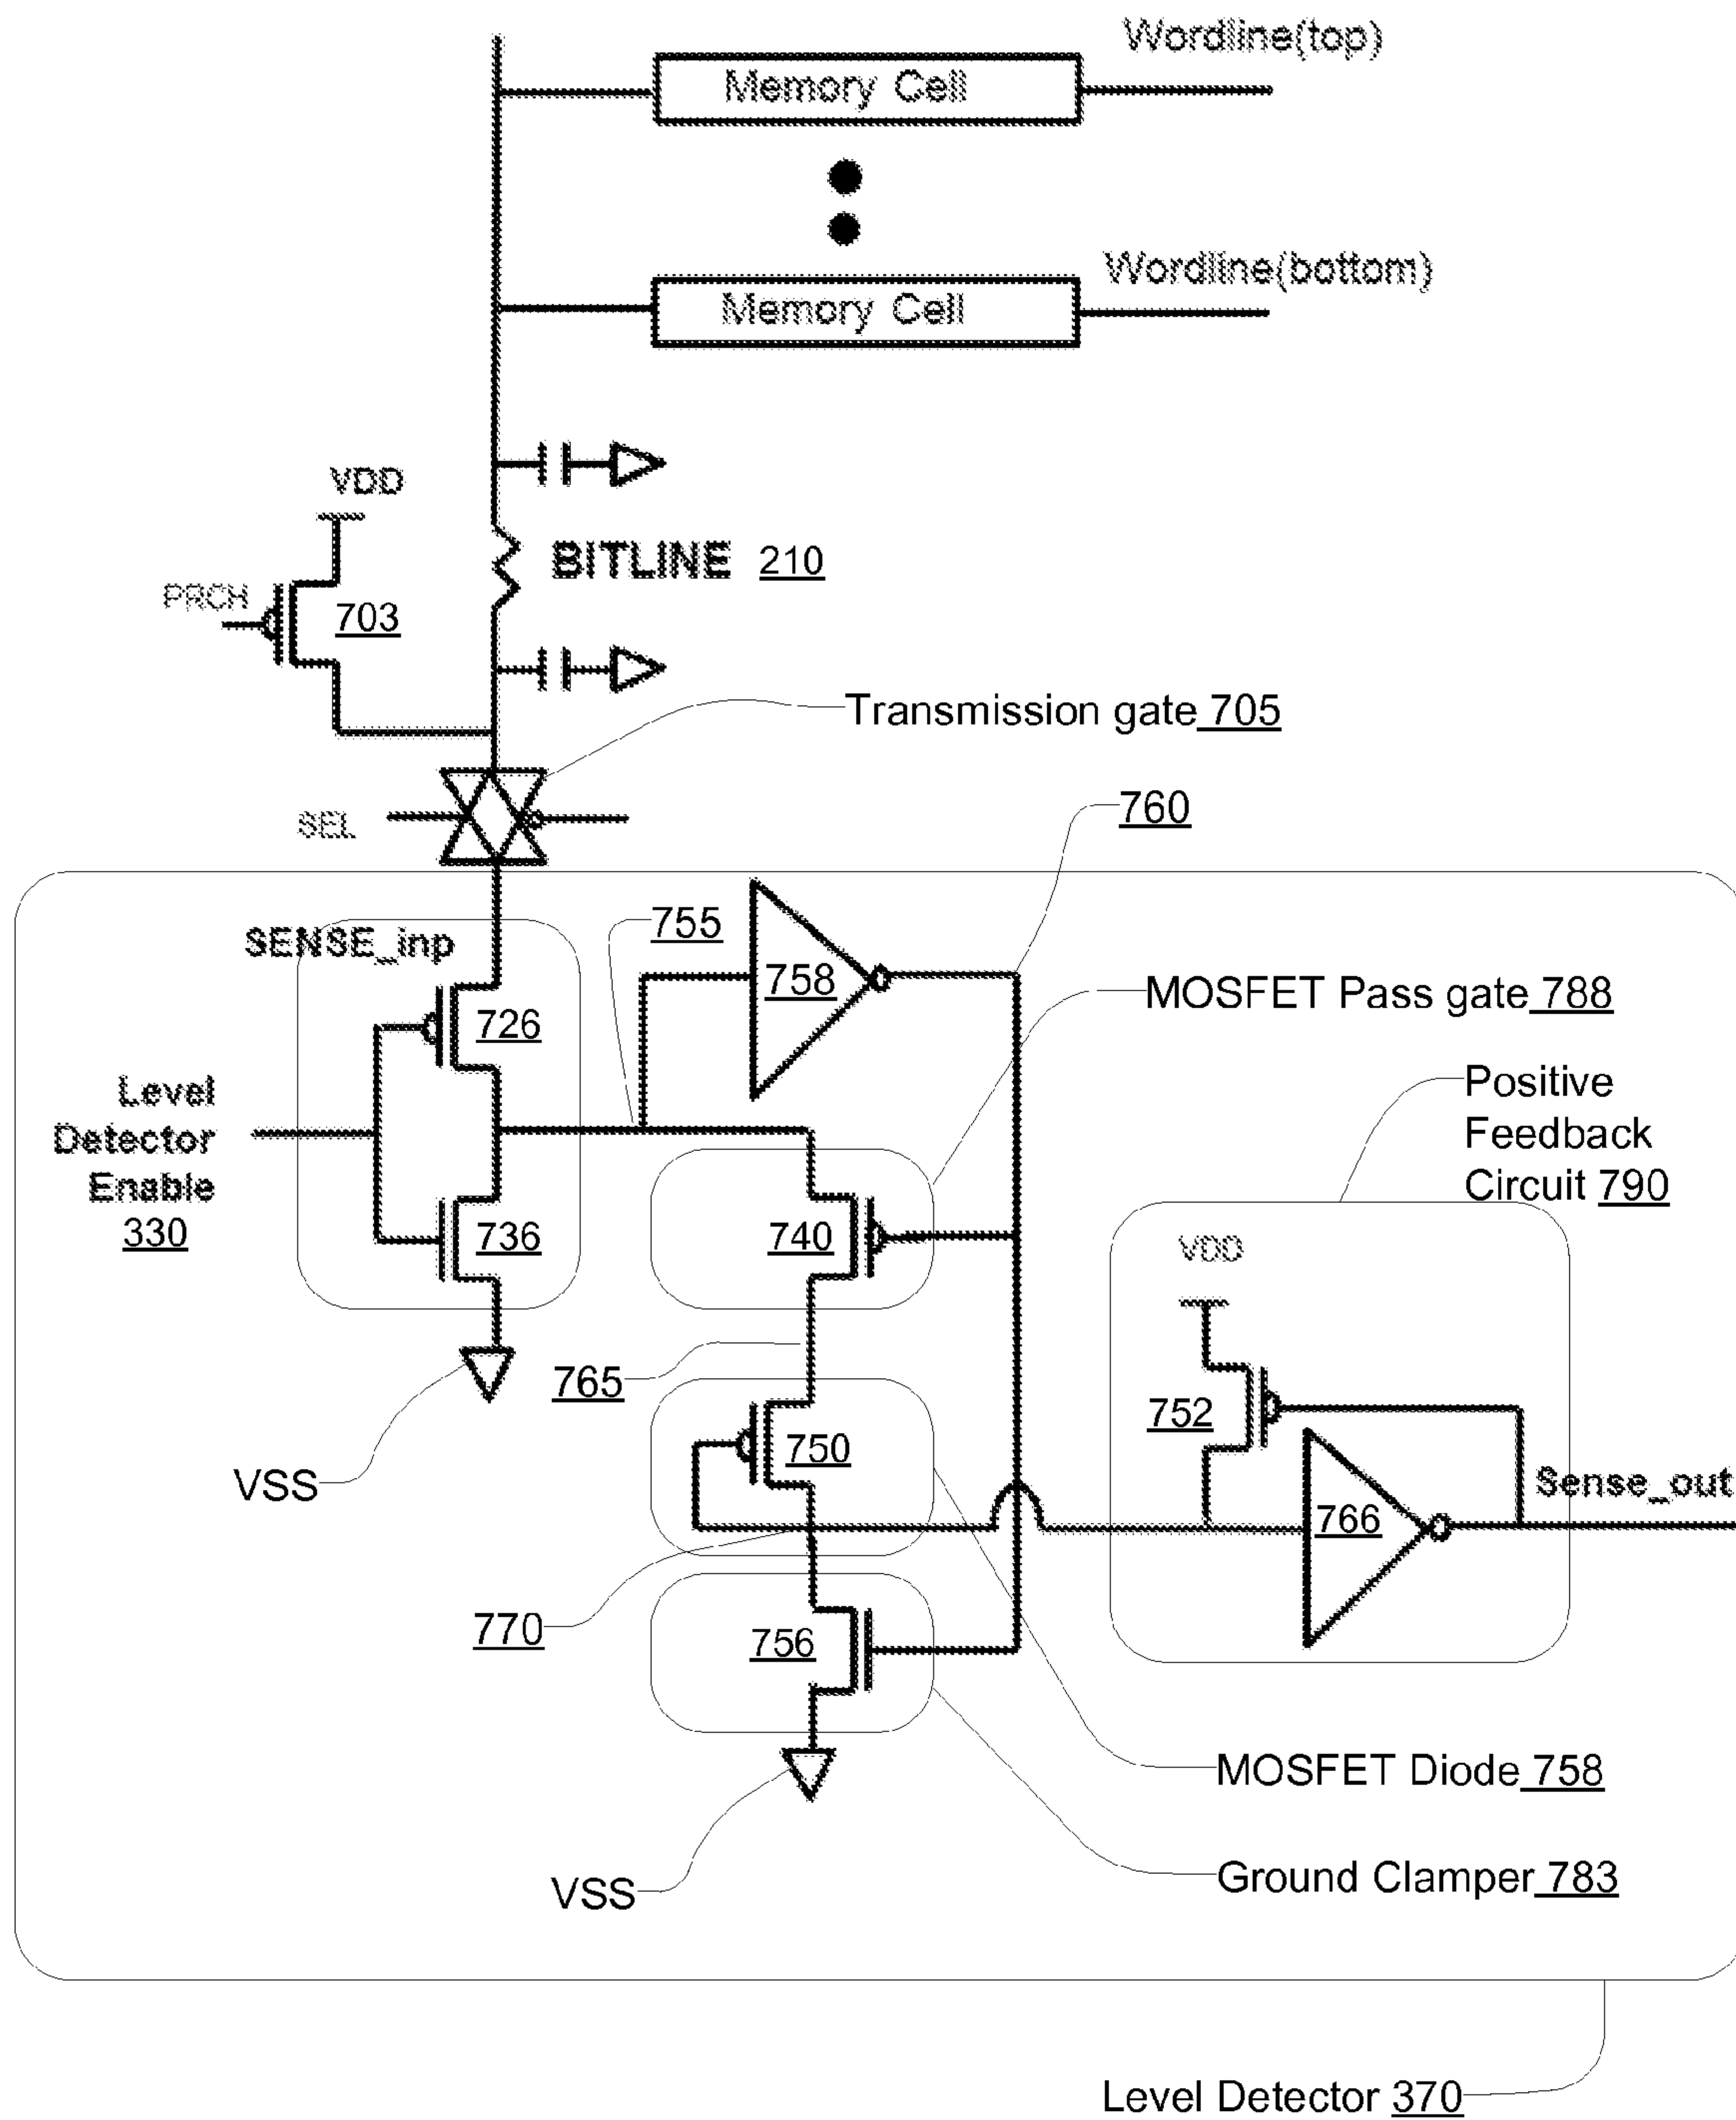 Wordline(top)
Memory Cell
Wordline(bottom)
Memory Cell
VDD
BITLINE 210
PRCH
703
Transmission gate 705
SEL
760
755
SENSE_inp
758
MOSFET Pass gate 788
726
Level
Detector
Enable
330
Positive
Feedback
Circuit 790
736
740
VDD
765
752
750
Sense_out
VSS
766
770
756
MOSFET Diode 758
VSS
Ground Clamper 783
Level Detector 370